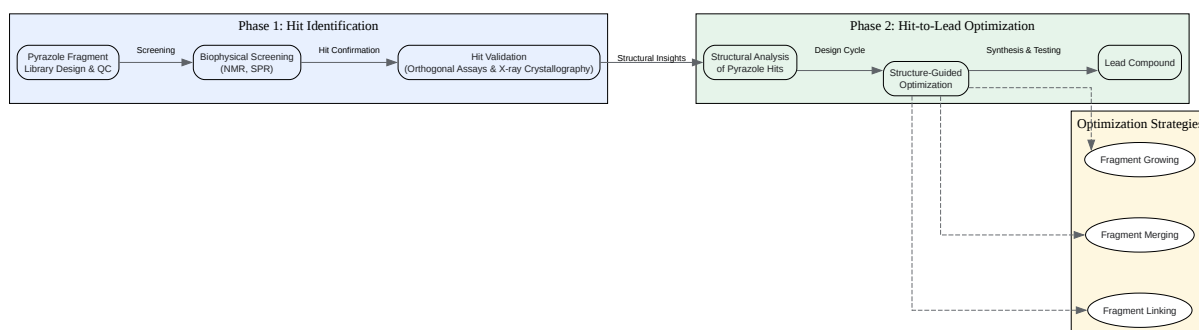 Phase 1: Hit Identification
Pyrazole Fragment
Library Design & QC
Screening
Biophysical Screening
(NMR, SPR)
Hit Confirmation
Hit Validation
(Orthogonal Assays & X-ray Crystallography)
Structural Insights
Phase 2: Hit-to-Lead Optimization
Structural Analysis
of Pyrazole Hits
Design Cycle
Structure-Guided
Optimization
Synthesis & Testing
Lead Compound
Optimization Strategies
Fragment Growing
Fragment Merging
Fragment Linking